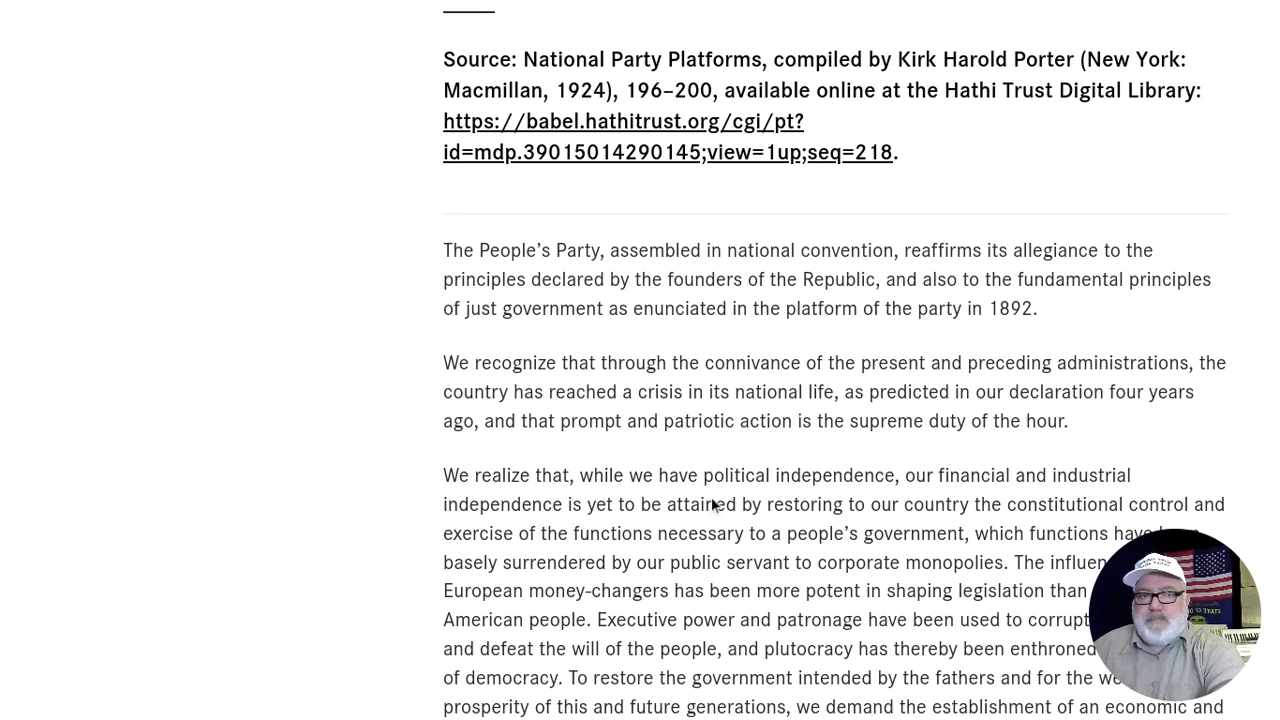 Source: National Party Platforms, compiled by Kirk Harold Porter (New York:
Macmillan, 1924), 196–200, available online at the Hathi Trust Digital Library:
https://babel.hathitrust.org/cgi/pt?
id=mdp.39015014290145;view=1up;seq=218.
The People’s Party, assembled in national convention, reaffirms its allegiance to the
principles declared by the founders of the Republic, and also to the fundamental principles
of just government as enunciated in the platform of the party in 1892.
We recognize that through the connivance of the present and preceding administrations, the
country has reached a crisis in its national life, as predicted in our declaration four years
ago, and that prompt and patriotic action is the supreme duty of the hour.
We realize that, while we have political independence, our financial and industrial
independence is yet to be attained by restoring to our country the constitutional control and
exercise of the functions necessary to a people’s government, which functions have been
basely surrendered by our public servant to corporate monopolies. The
European money-changers has been more potent in shaping legislation than
American people. Executive power and patronage have been used to corrupt
and defeat the will of the people, and plutocracy has thereby been enthroned
of democracy. To restore the government intended by the fathers and for the
prosperity of this and future generations, we demand the establishment of an economic and